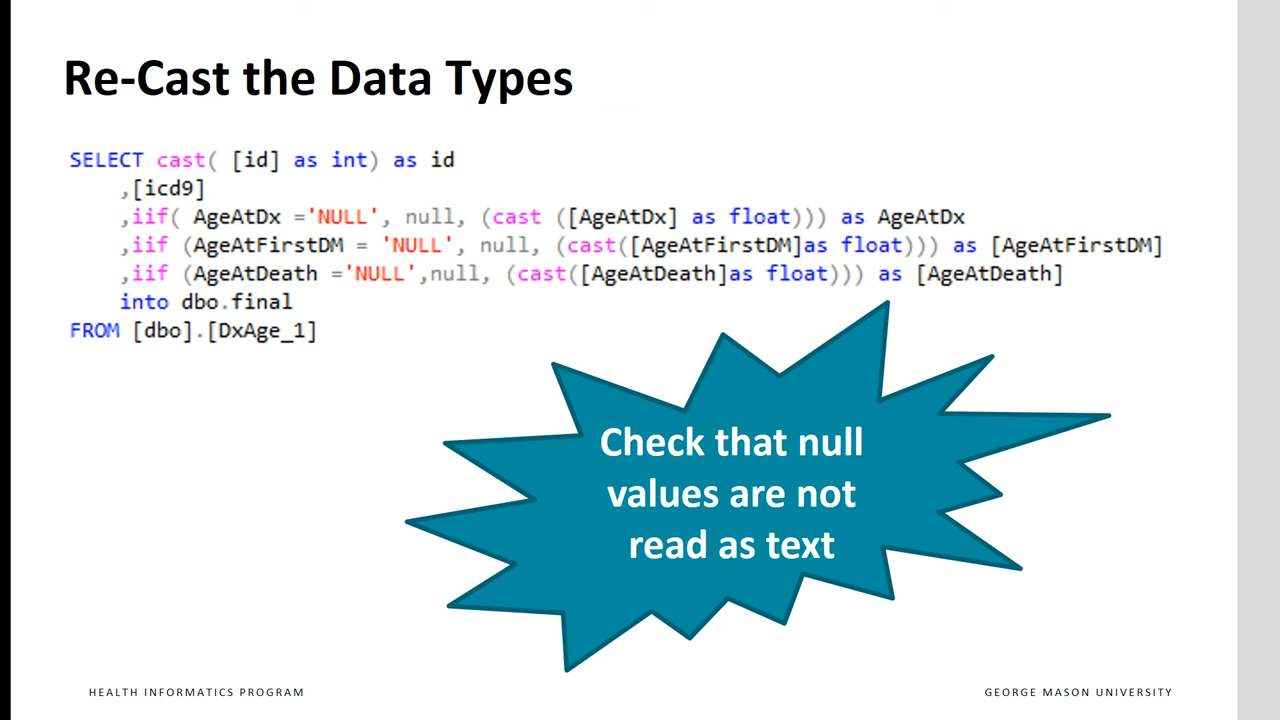 Re-Cast the Data Types
SELECT cast( [id] as int) as id
,[icd9]
,iif( AgeAtDx ='NULL', null, (cast ([AgeAtDx] as float))) as AgeAtDx
,iif (AgeAtFirstDM = 'NULL', null, (cast([AgeAtFirstDM]as float))) as [AgeAtFirstDM]
,iif (AgeAtDeath ='NULL',null, (cast([AgeAtDeath]as float))) as [AgeAtDeath]
into dbo.final
FROM [dbo].[DxAge_1]
Check that null
values are not
read as text
HEALTH INFORMATICS PROGRAM
GEORGE MASON UNIVERSITY